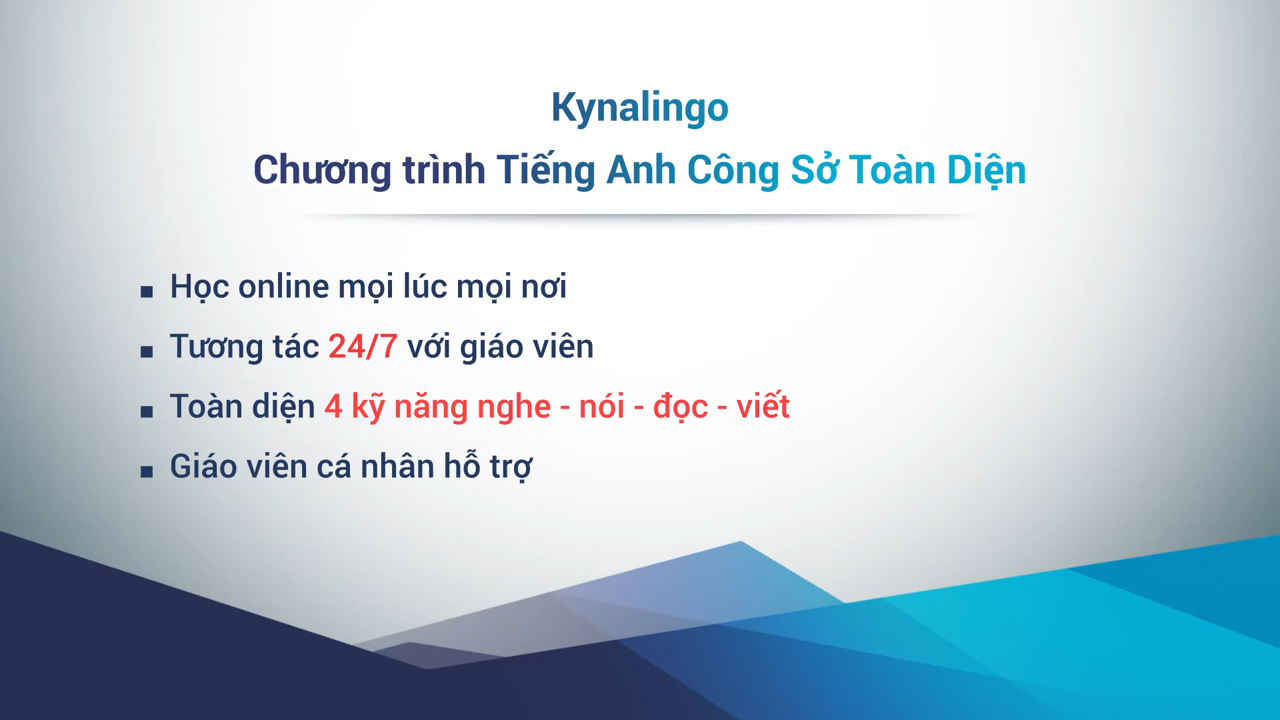 Kynalingo
Chương trình Tiếng Anh Công Sở Toàn Diện
Học online mọi lúc mọi nơi
Tương tác 24/7 với giáo viên
Toàn diện 4 kỹ năng nghe - nói - đọc - viết
Giáo viên cá nhân hỗ trợ